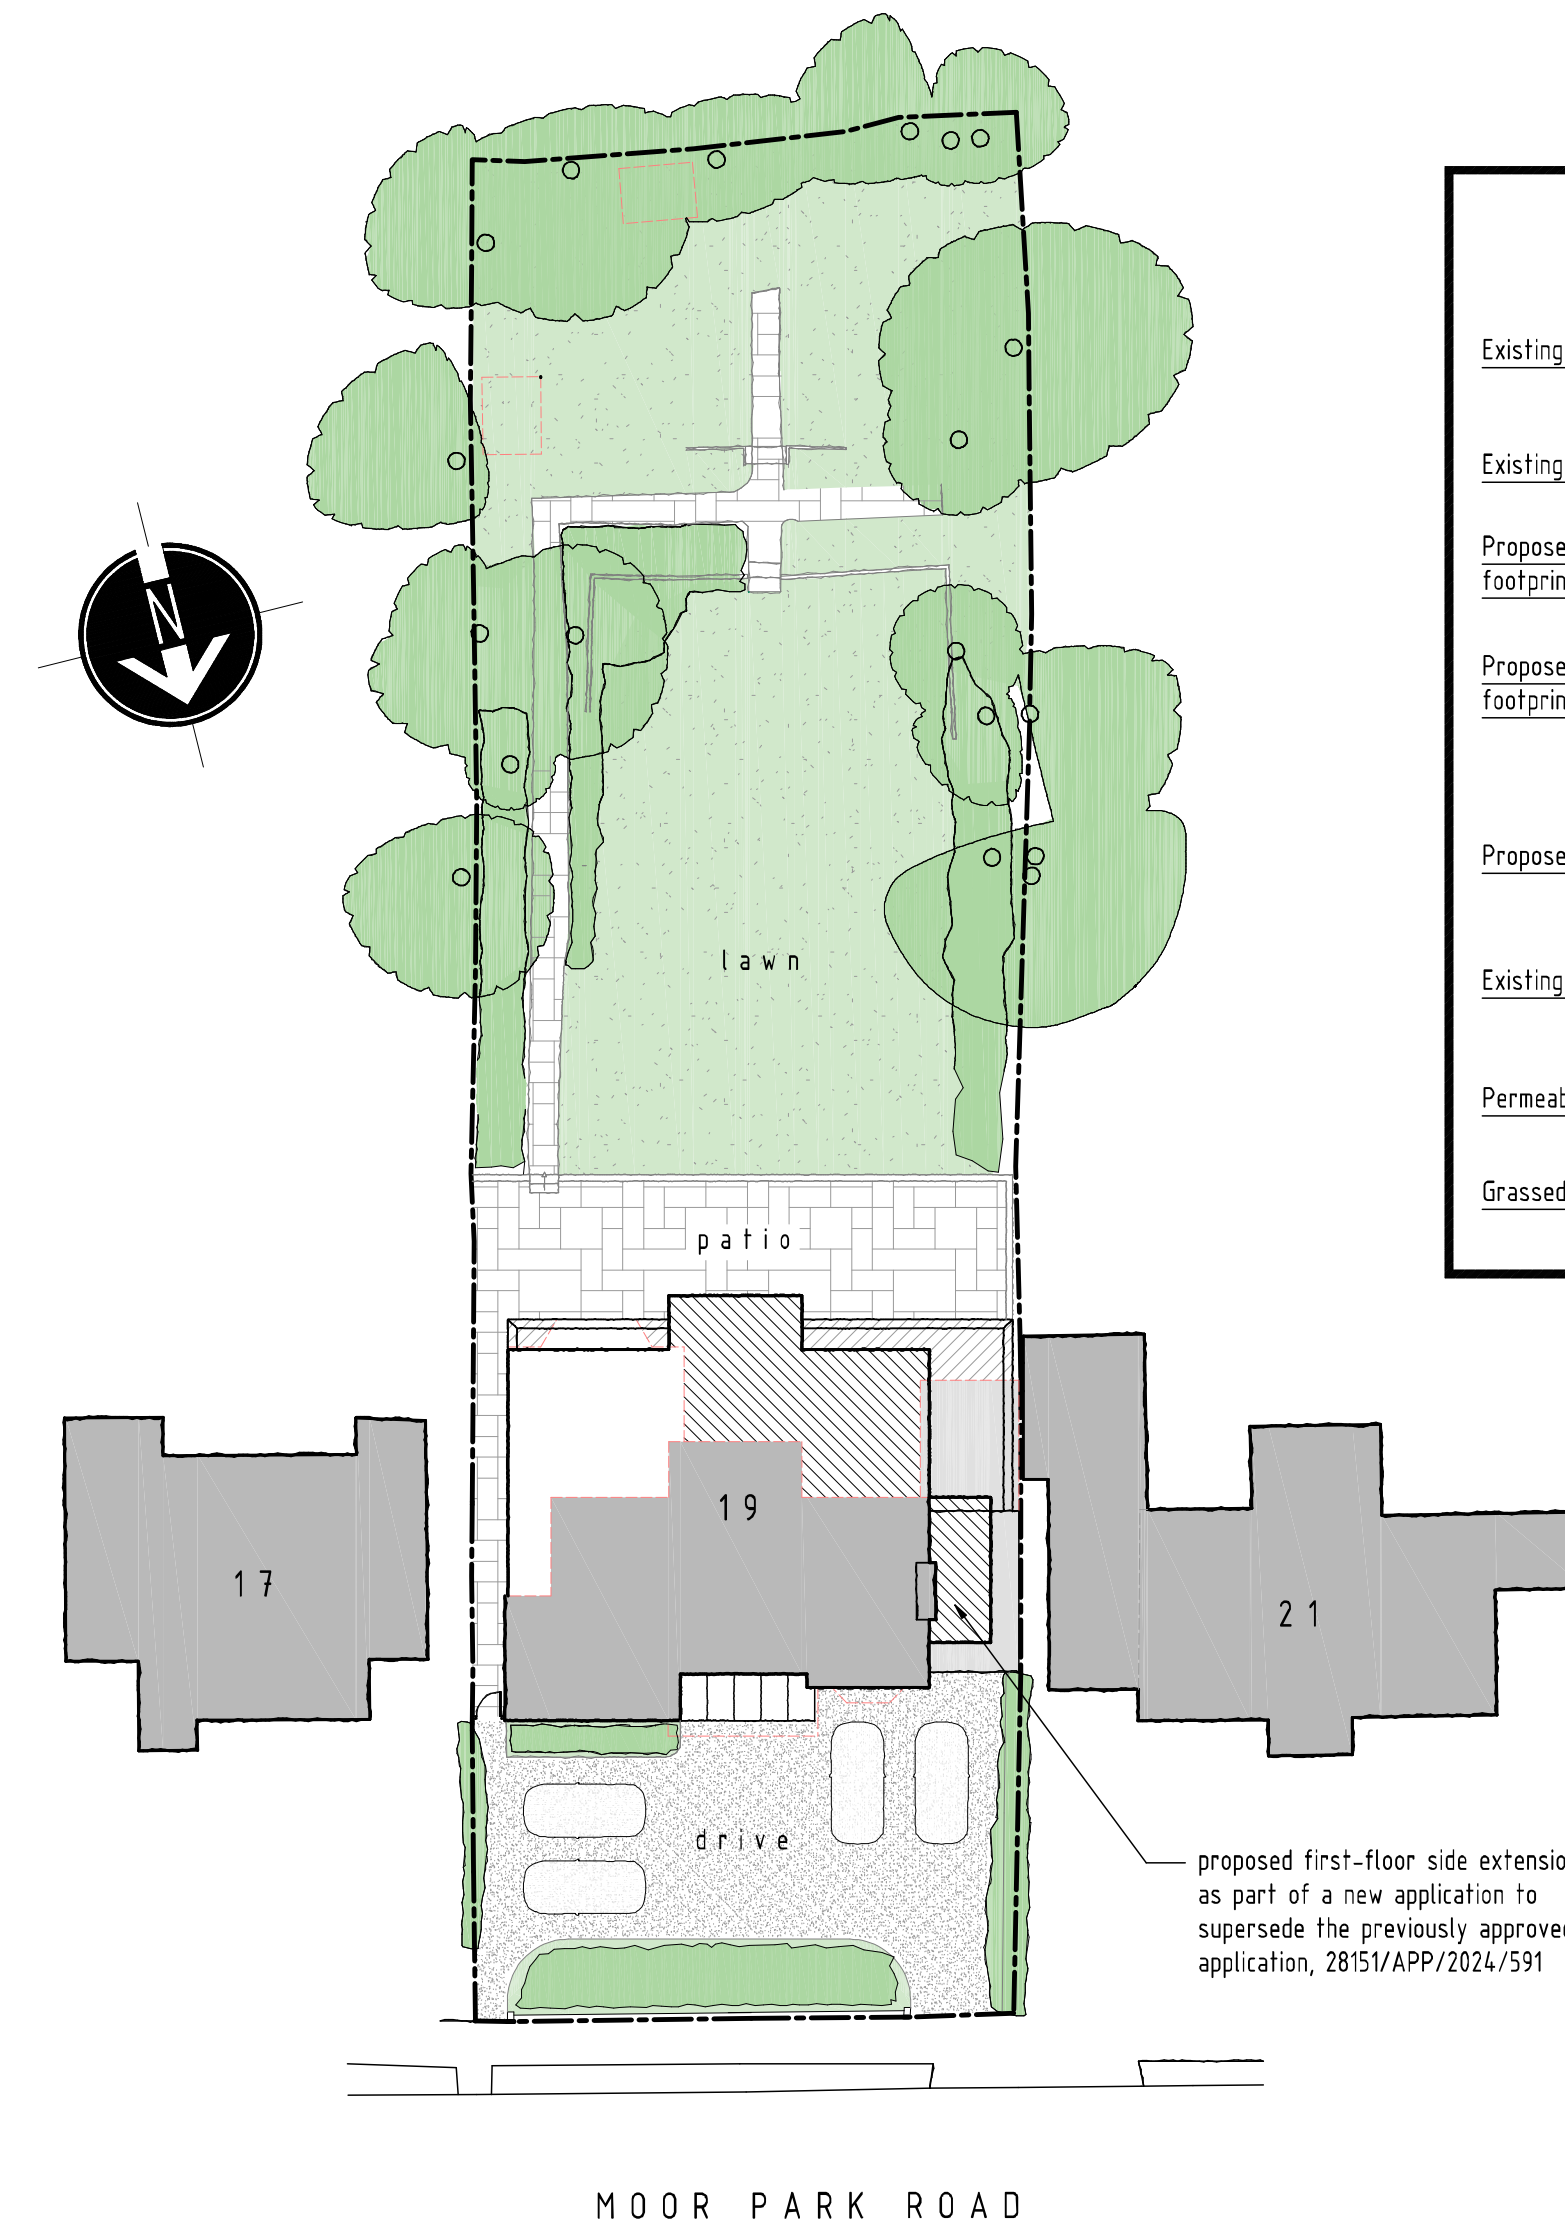 N
lawn
patio
17
19
21
drive
proposed first-floor side extensio
as part of a new application to
supersede the previously approve
application, 28151/APP/2024/591
MOOR PARK ROAD
Existing
Existing
Propose
footprin
Propose
footprin
Propose
Existing
Permeab
Grassed